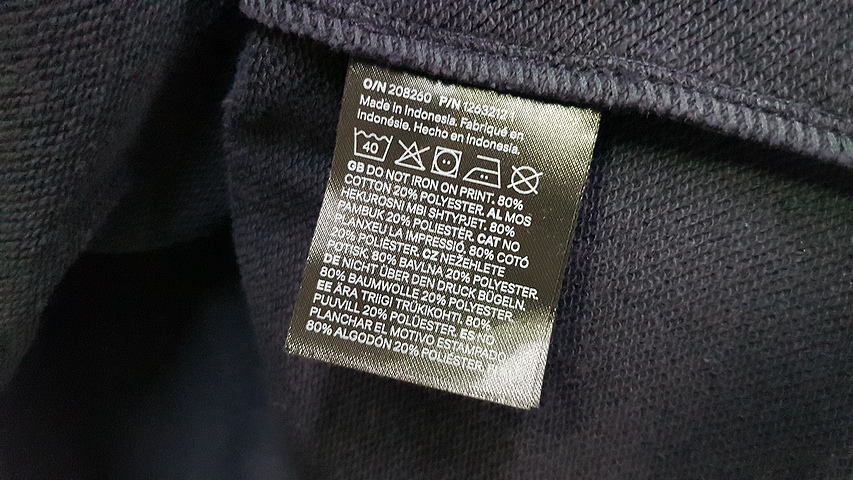 O/N 208260 P/N
Made in Indonesia. Fabriqué en
Indonésie. Hecho en Indonesia.
40
GB DO NOT IRON ON PRINT. 80%
COTTON 20% POLYESTER. AL MOS
HEKUROSNI MBI SHTYPJET. 80%
PAMBUK 20% POLIESTËR. CAT NO
PLANXEU LA IMPRESSIÓ, 80% COTÓ
20% POLIÈSTER. CZ NEŽEHLETE
POTISK, 80% BAVLNA 20% POLYESTER.
DE NICHT ÜBER DEN DRUCK BÜGELN.
80% BAUMWOLLE 20% POLYESTER.
EE ÄRA TRIIGI TRÜKIKOHTI. 80%
PUUVILL 20% POLÜESTER. ES NO
PLANCHAR EL MOTIVO ESTAMPADO
80% ALGODÓN 20% POLIÉSTER.